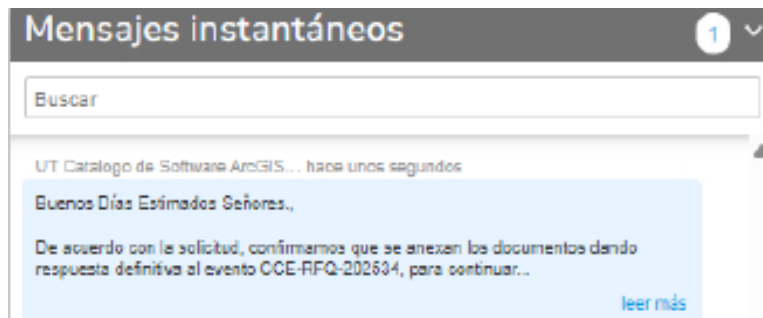 Mensajes instantáneos
1
Buscar
UT Catalogo de Software ArcGIS... hace unos segundos
Buenos Días Estimados Señores.,
De acuerdo con la solicitud, confirmamos que se anexan los documentos dando
respuesta definitiva al evento CCE-RFQ-202534, para continuar...
leer más